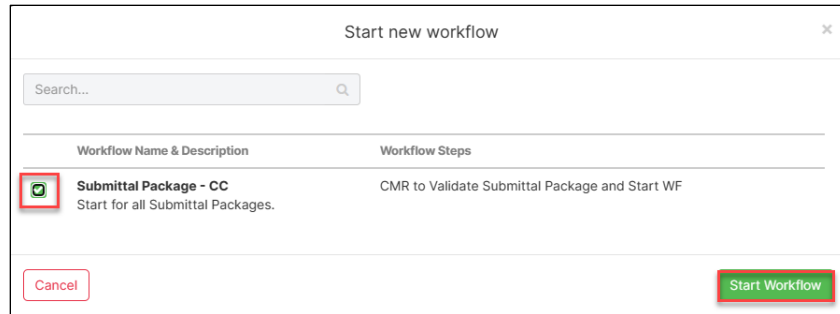 Start new workflow
×
Search...
Workflow Name & Description Workflow Steps
Submittal Package - CC CMR to Validate Submittal Package and Start WF
Start for all Submittal Packages.
Cancel Start Workflow